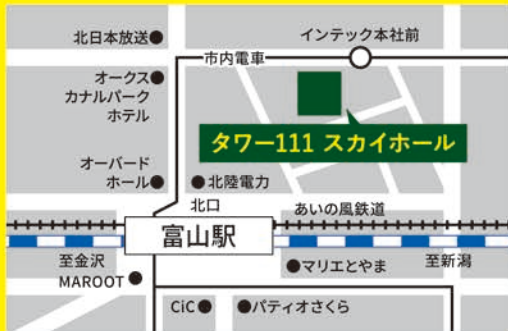 北日本放送
インテック本社前
市内電車
オークス
カナルパーク
ホテル
タワー111 スカイホール
オーバード
ホール
北陸電力
北口
あいの風鉄道
富山駅
至金沢
MAROOT
マリエとやま
至新潟
CiC
パティオさくら